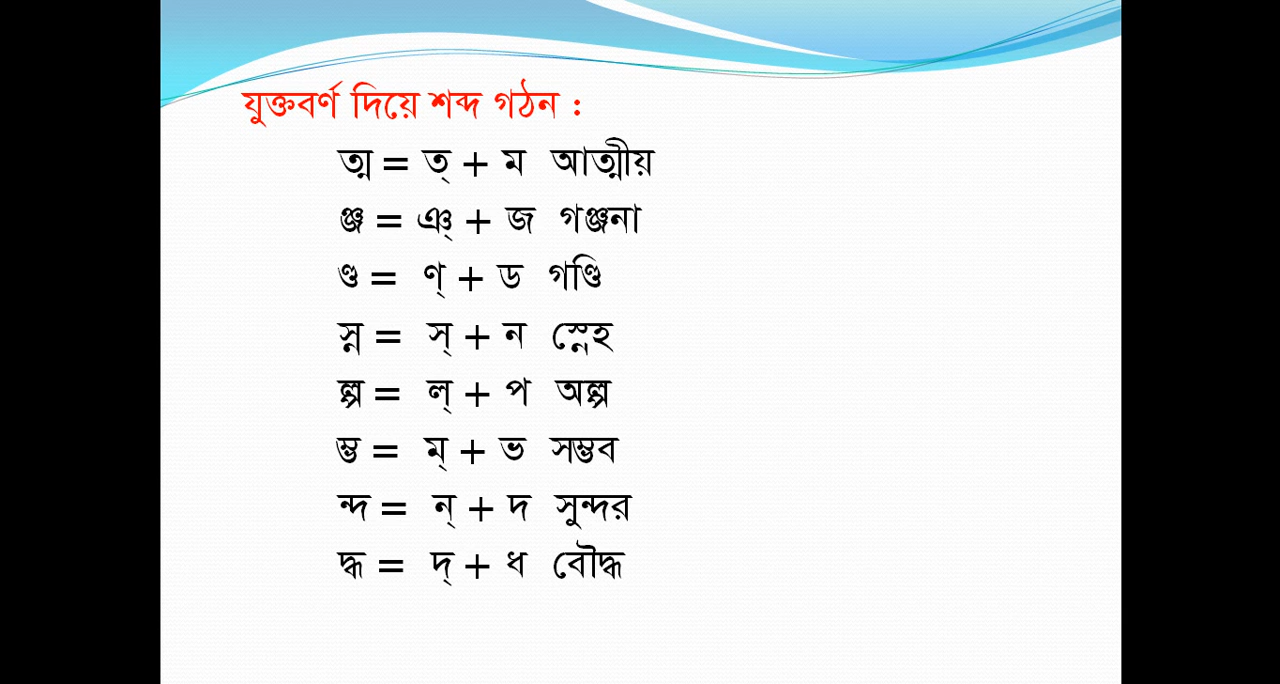 যুক্তবর্ণ দিয়ে শব্দ গঠন :
ত্ম = ত্ + ম আত্মীয়
ঞ্জ = ঞ্ + জ গঞ্জনা
ণ্ড = ণ্ + ড গণ্ডি
স্ন = স্ + ন স্নেহ
ল্প = ল্ + প অল্প
ম্ভ = ম্ + ভ সম্ভব
ন্দ = ন্ + দ সুন্দর
দ্ধ = দ্ + ধ বৌদ্ধ